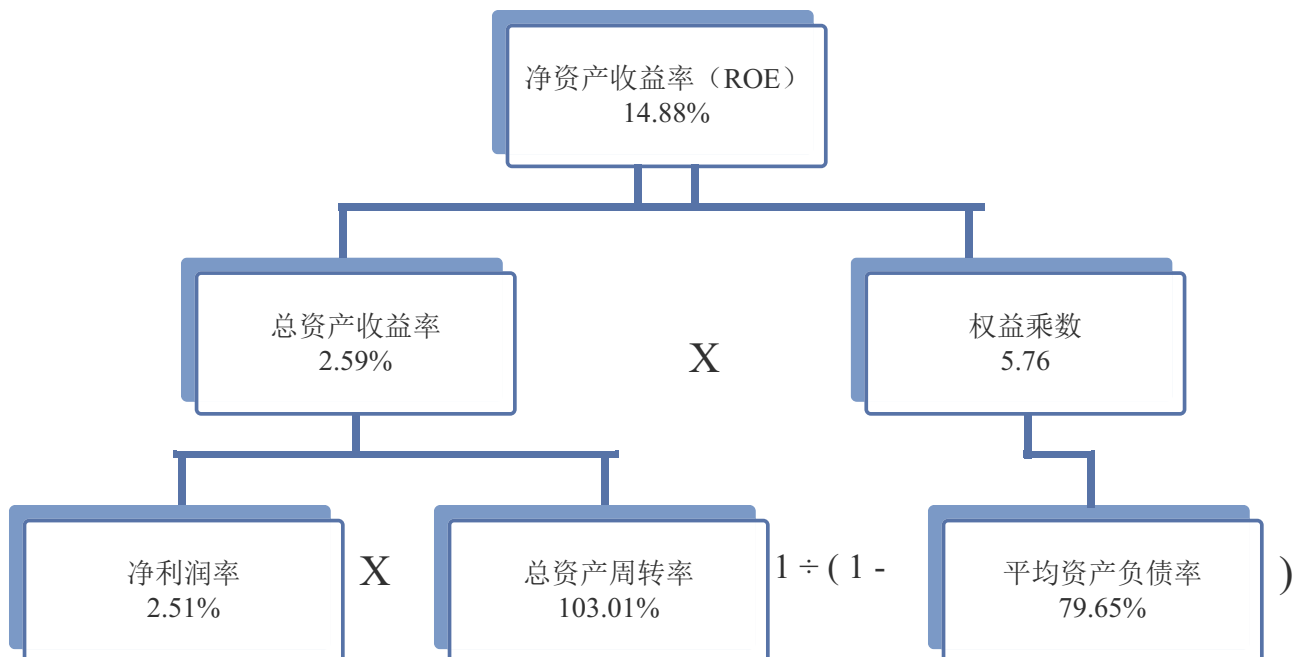 净资产收益率（ROE）
14.88%
总资产收益率
2.59%
X
权益乘数
5.76
净利润率
2.51%
X
总资产周转率
103.01%
1 ÷ ( 1 -
平均资产负债率
79.65%
)